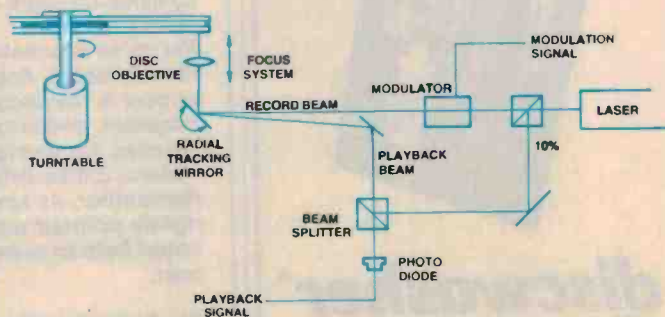 MODULATION
SIGNAL
DISC
OBJECTIVE
FOCUS
SYSTEM
MODULATOR
RECORD BEAM
LASER
TURNTABLE
RADIAL
TRACKING
MIRROR
PLAYBACK
BEAM
10%
BEAM
SPLITTER
PHOTO
DIODE
PLAYBACK
SIGNAL